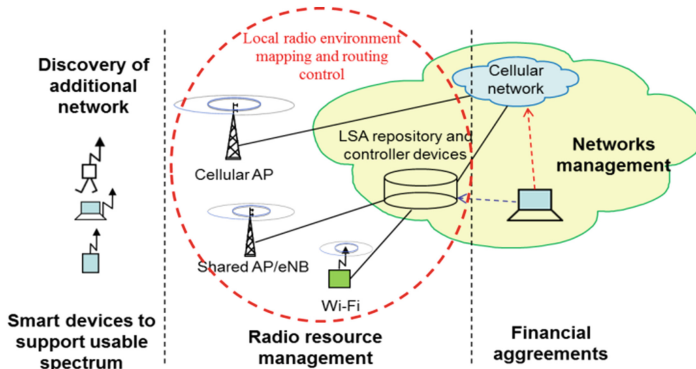 Discovery of
additional
network
Smart devices to
support usable
spectrum
Local radio environment
mapping and routing
control
Cellular AP
Shared AP/eNB
Wi-Fi
Radio resource
management
LSA repository and
controller devices
Cellular
network
Networks
management
Financial
aggreements